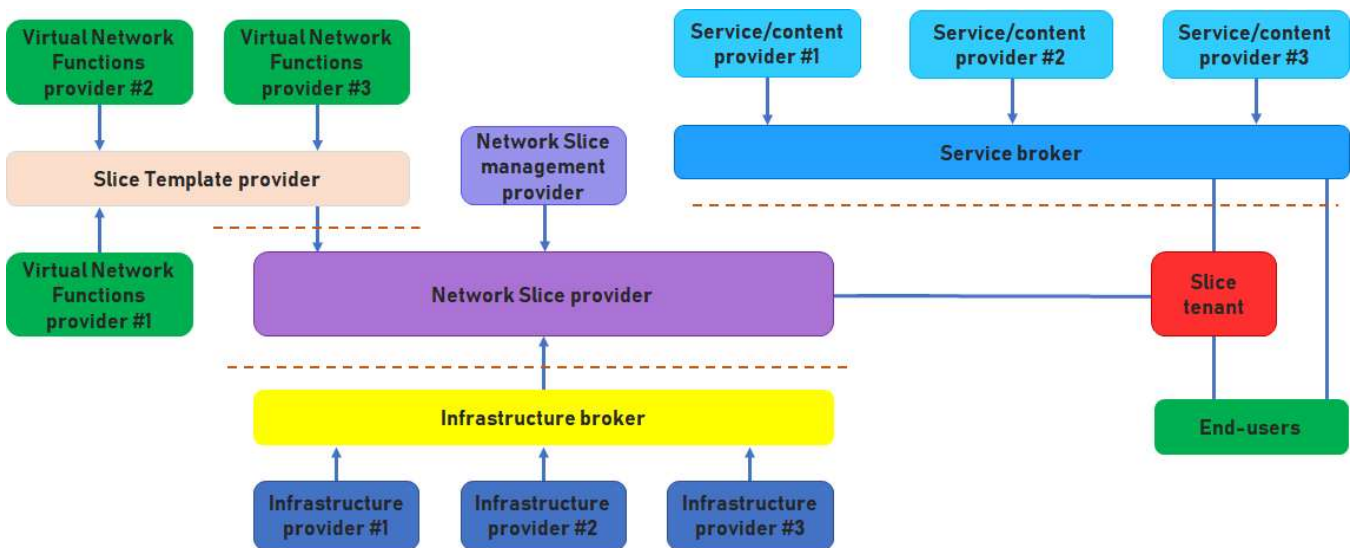 Virtual Network
Functions
provider #2
Virtual Network
Functions
provider #3
Service/content
provider #1
Service/content
provider #2
Service/content
provider #3
Network Slice
management
provider
Service broker
Slice Template provider
Virtual Network
Functions
provider #1
Network Slice provider
Slice
tenant
Infrastructure broker
End-users
Infrastructure
provider #1
Infrastructure
provider #2
Infrastructure
provider #3